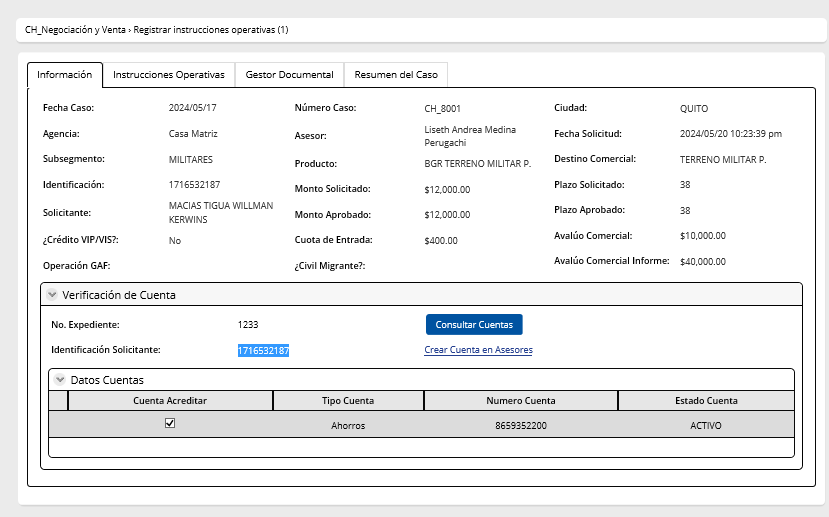 CH_Negociación y Venta › Registrar instrucciones operativas (1)
Información Instrucciones Operativas Gestor Documental Resumen del Caso
Fecha Caso: 2024/05/17 Número Caso: CH_8001 Ciudad: QUITO
Agencia: Casa Matriz Asesor: Liseth Andrea Medina Perugachi Fecha Solicitud: 2024/05/20 10:23:39 pm
Subsegmento: MILITARES Producto: BGR TERRENO MILITAR P. Destino Comercial: TERRENO MILITAR P.
Identificación: 1716532187 Monto Solicitado: $12,000.00 Plazo Solicitado: 38
Solicitante: MACIAS TIGUA WILLMAN KERWINS Monto Aprobado: $12,000.00 Plazo Aprobado: 38
¿Crédito VIP/VIS?: No Cuota de Entrada: $400.00 Avalúo Comercial: $10,000.00
Operación GAF: ¿Civil Migrante?: Avalúo Comercial Informe: $40,000.00
Verificación de Cuenta
No. Expediente: 1233 Consultar Cuentas
Identificación Solicitante: 1716532187 Crear Cuenta en Asesores
Datos Cuentas
Cuenta Acreditar Tipo Cuenta Numero Cuenta Estado Cuenta
Ahorros 8659352200 ACTIVO